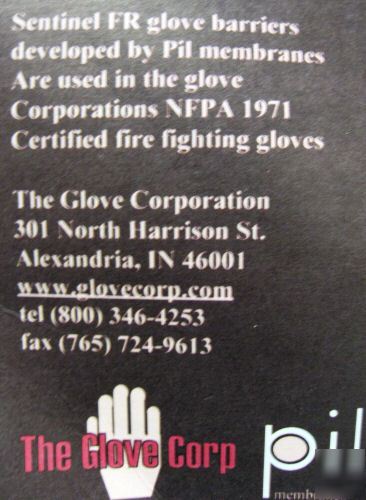 Sentinel FR glove barriers
developed by Pil membranes
Are used in the glove
Corporations NFPA 1971
Certified fire fighting gloves
The Glove Corporation
301 North Harrison St.
Alexandria, IN 46001
www.glovecorp.com
tel (800) 346-4253
fax (765) 724-9613
The Glove Corp
pil